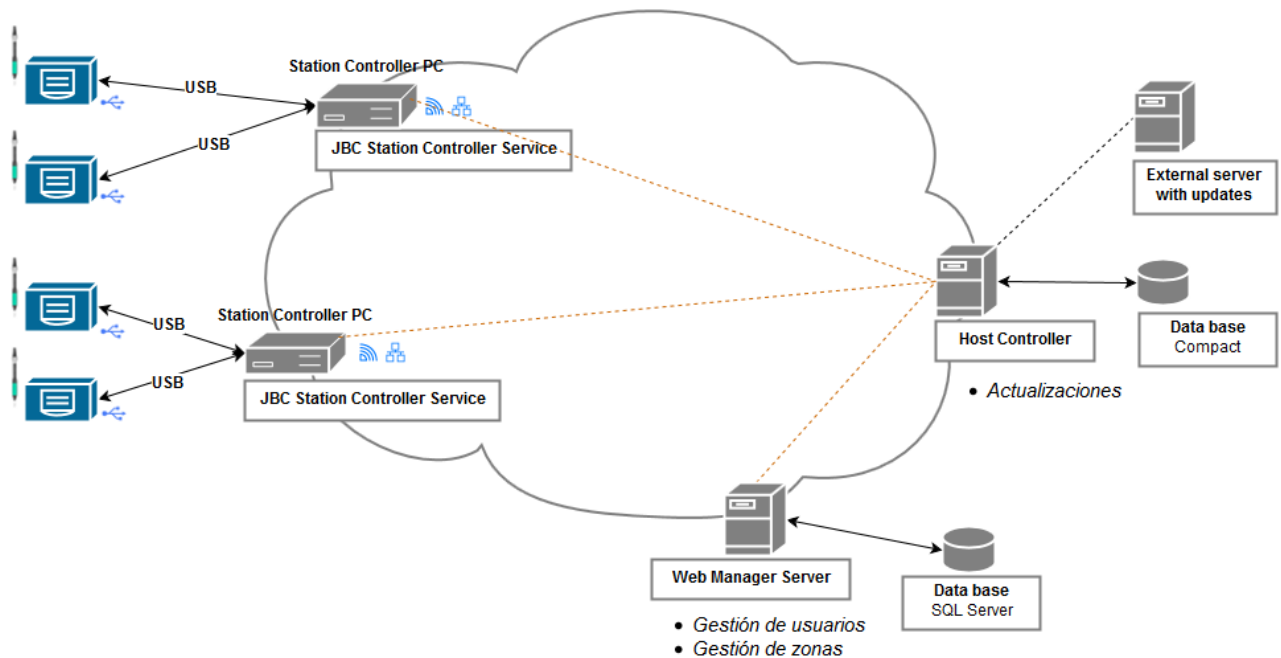 Station Controller PC
USB
USB
JBC Station Controller Service
External server
with updates
Station Controller PC
USB
USB
JBC Station Controller Service
Host Controller
Data base
Compact
• Actualizaciones
Web Manager Server
Data base
SQL Server
• Gestión de usuarios
• Gestión de zonas